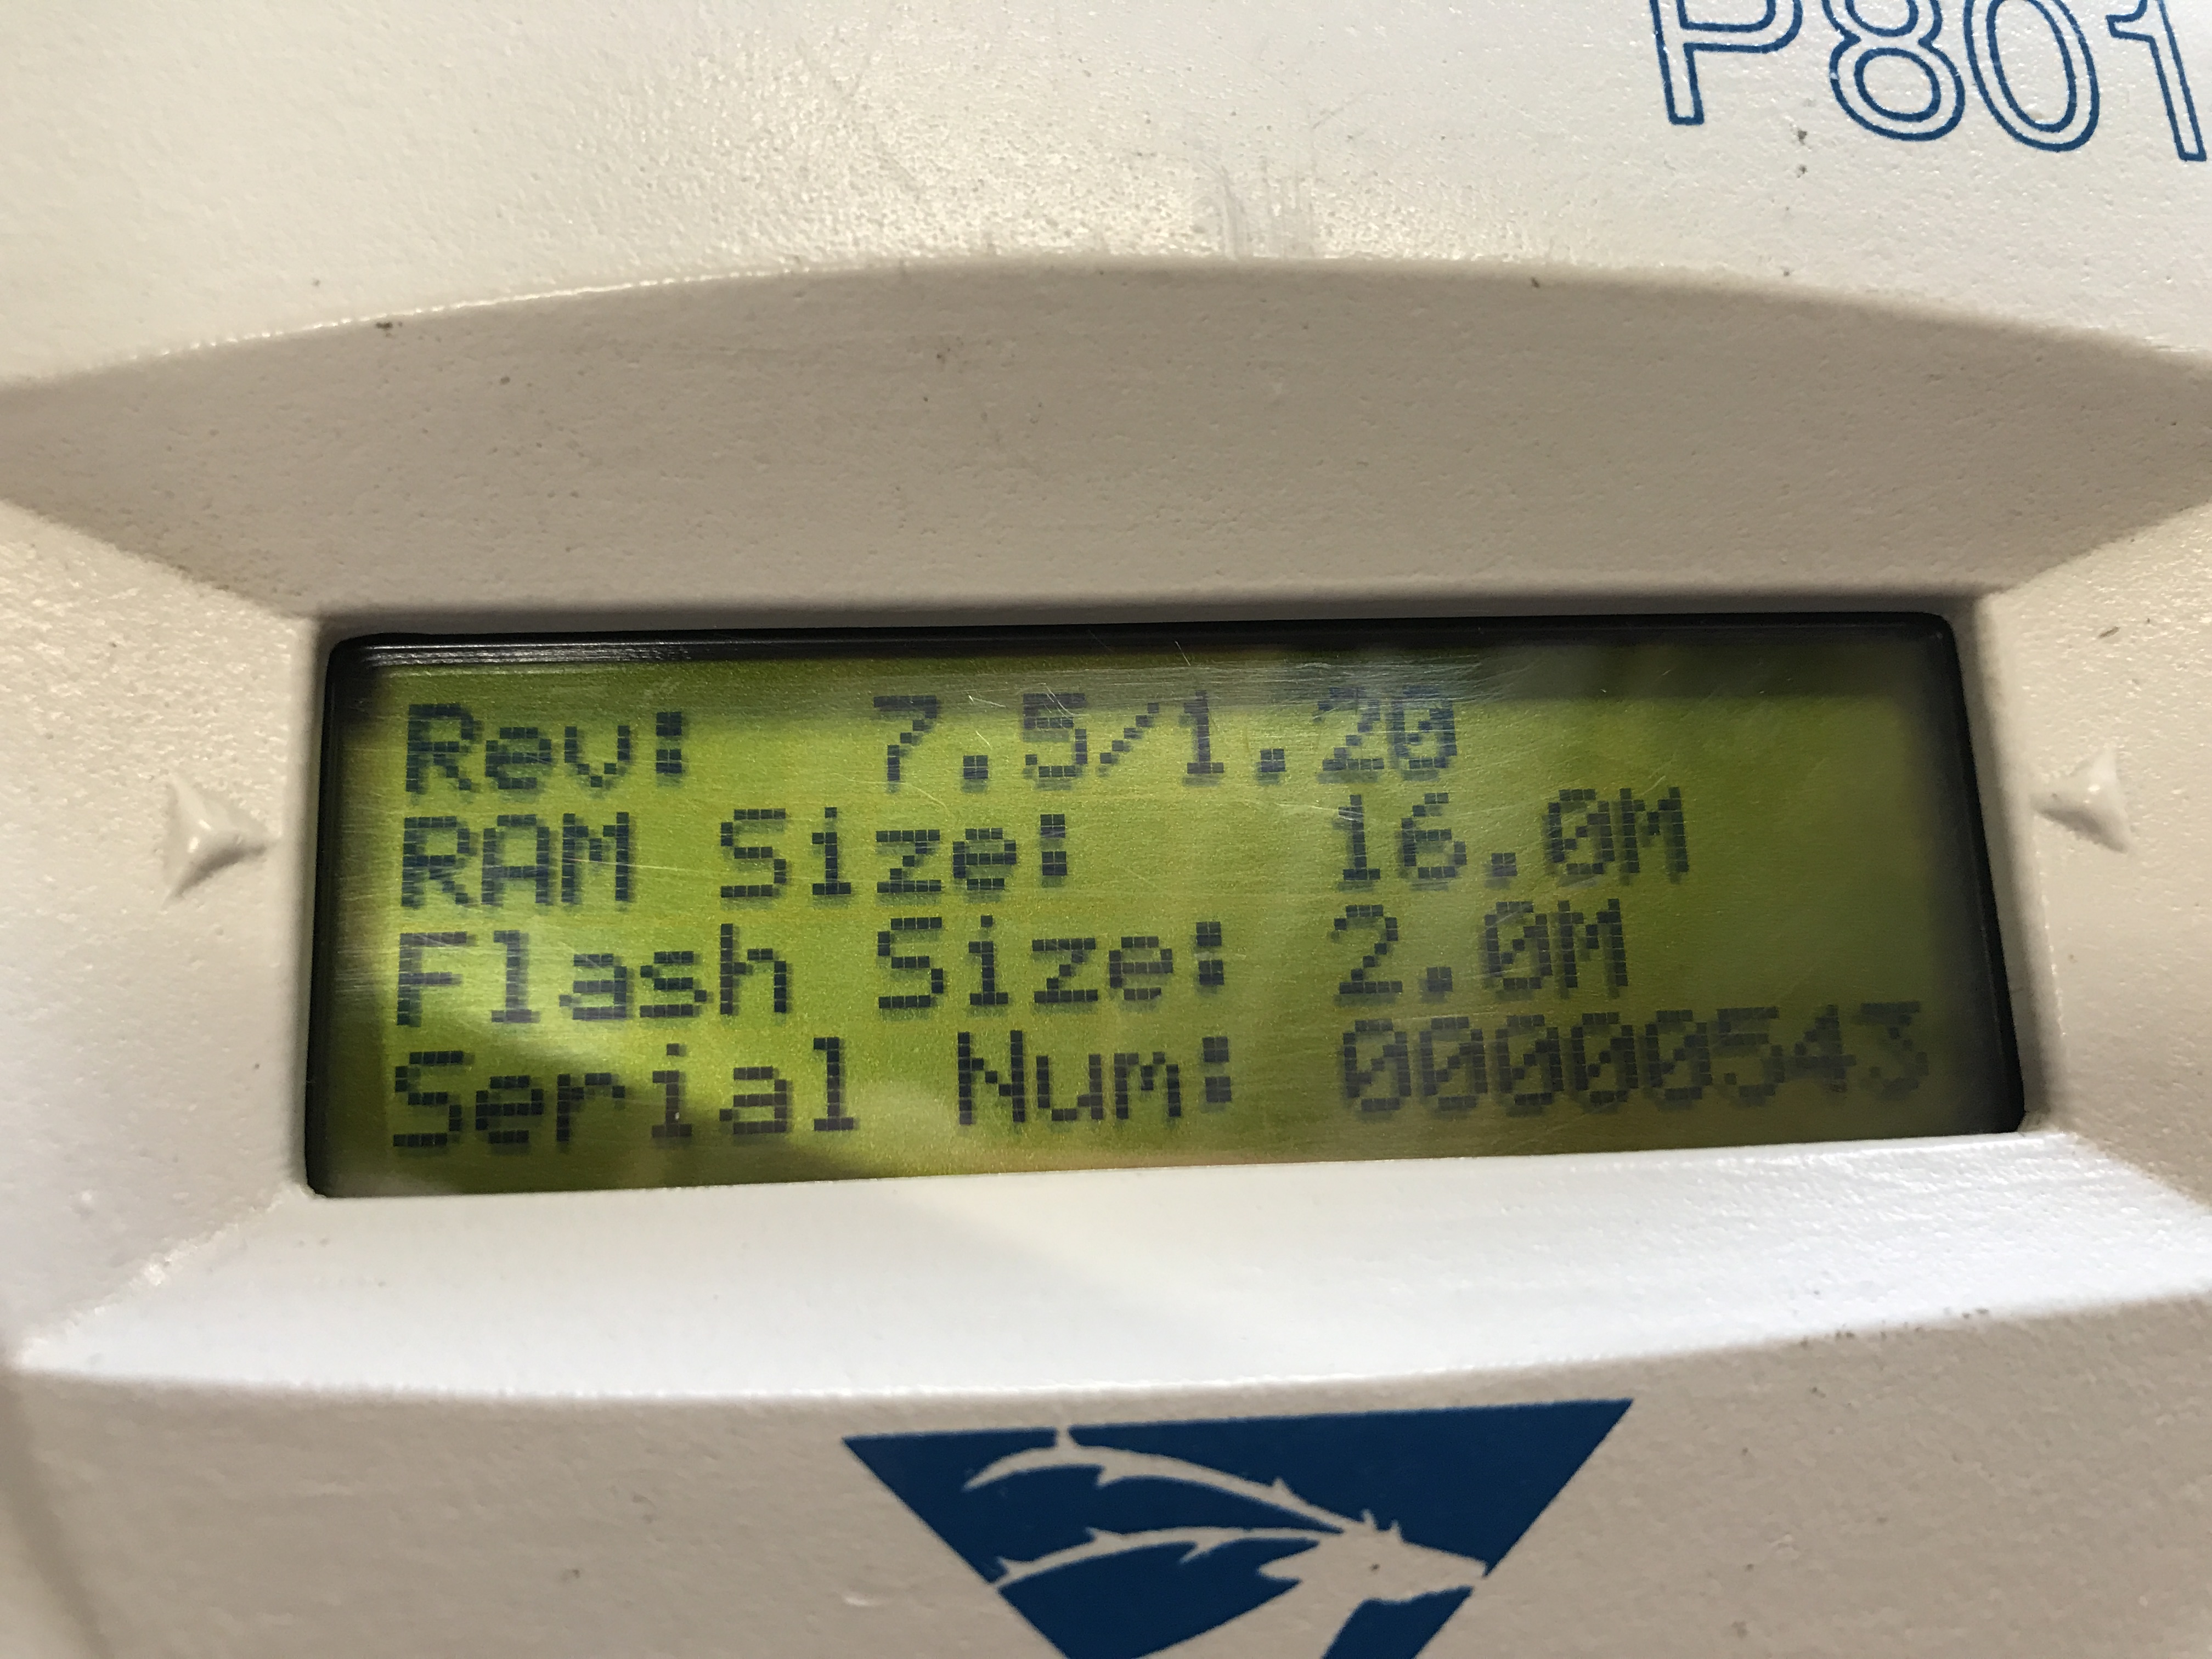 P801
Rev: 7.5/1.20
RAM Size: 16.0M
Flash Size: 2.0M
Serial Num: 00000543